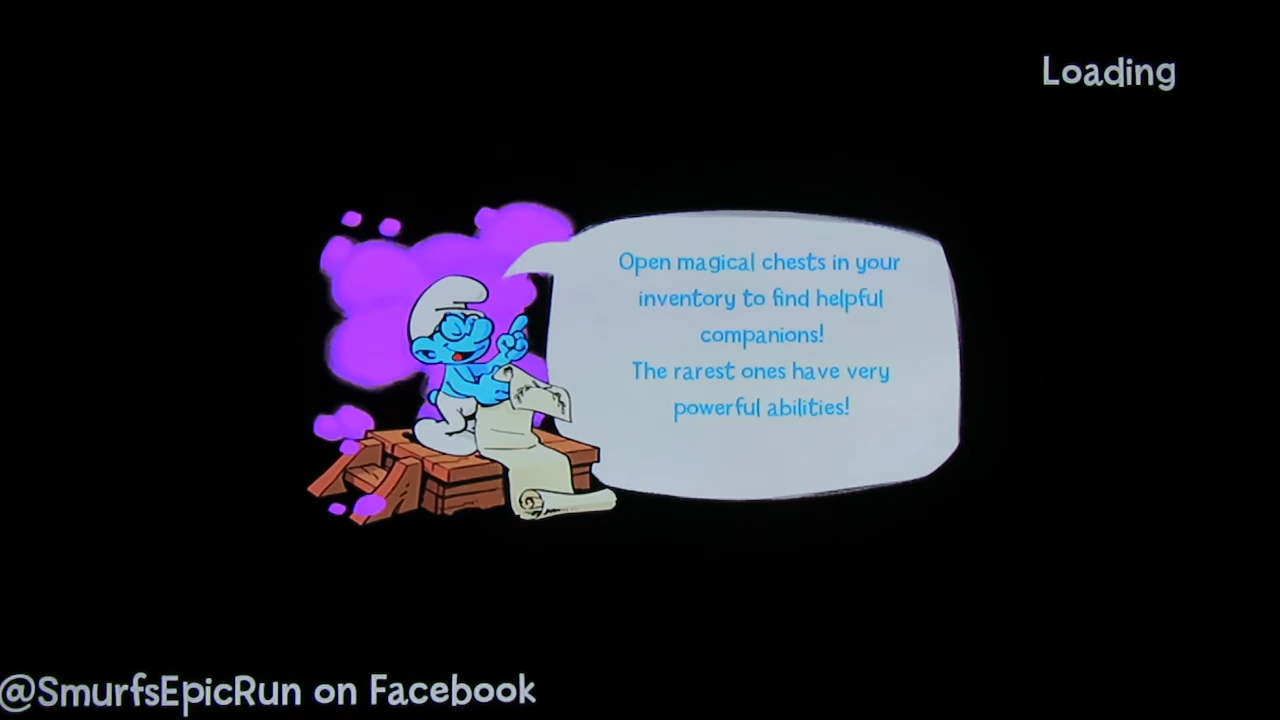 Loading
Open magical chests in your
inventory to find helpful
companions!
The rarest ones have very
powerful abilities!
@SmurfsEpicRun on Facebook